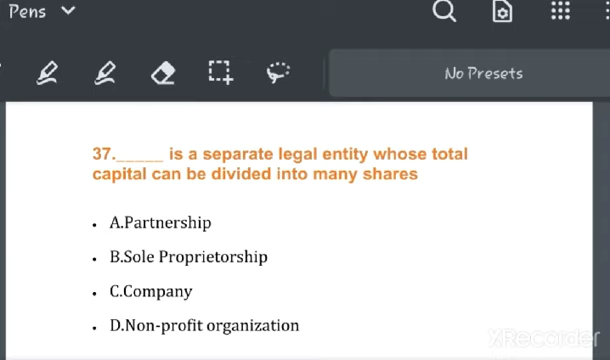 Pens
No Presets
37._____ is a separate legal entity whose total
capital can be divided into many shares
• A.Partnership
• B.Sole Proprietorship
• C.Company
• D.Non-profit organization
XRecorder